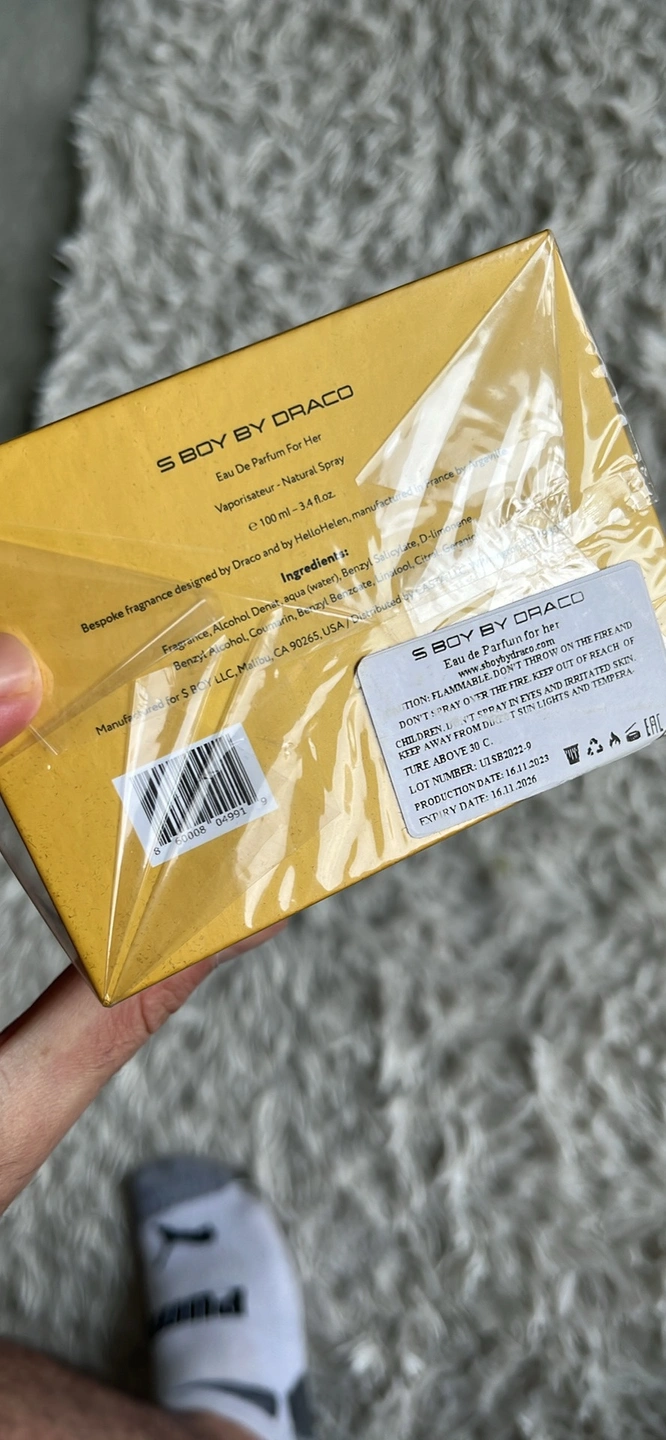 S BOY BY DRACO
Eau De Parfum For Her
Vaporisateur - Natural Spray
℮ 100 ml – 3.4 fl.oz.
Bespoke fragnance designed by Draco and by HelloHelen, manufactured in France by
Ingredients:
Fragrance, Alcohol Denat, aqua (water), Benzyl Salicylate, D-limonene,
Benzyl Alcohol, Coumarin, Benzyl Benzoate, Linalool, Citral,
Manufactured for S BOY LLC, Malibu, CA 90265, USA / Distributed
8 60008 04991 9
S BOY BY DRACO
Eau de Parfum for her
www.sboybydraco.com
UTION: FLAMMABLE. DON'T THROW ON THE FIRE AND
DON'T SPRAY OVER THE FIRE. KEEP OUT OF REACH OF
CHILDREN. DON'T SPRAY IN EYES AND IRRITATED SKIN.
KEEP AWAY FROM DIRECT SUN LIGHTS AND TEMPERA-
TURE ABOVE 30 C.
LOT NUMBER: U1SB2022-9
PRODUCTION DATE: 16.11.2023
EXPIRY DATE: 16.11.2026
EAC
PUMA